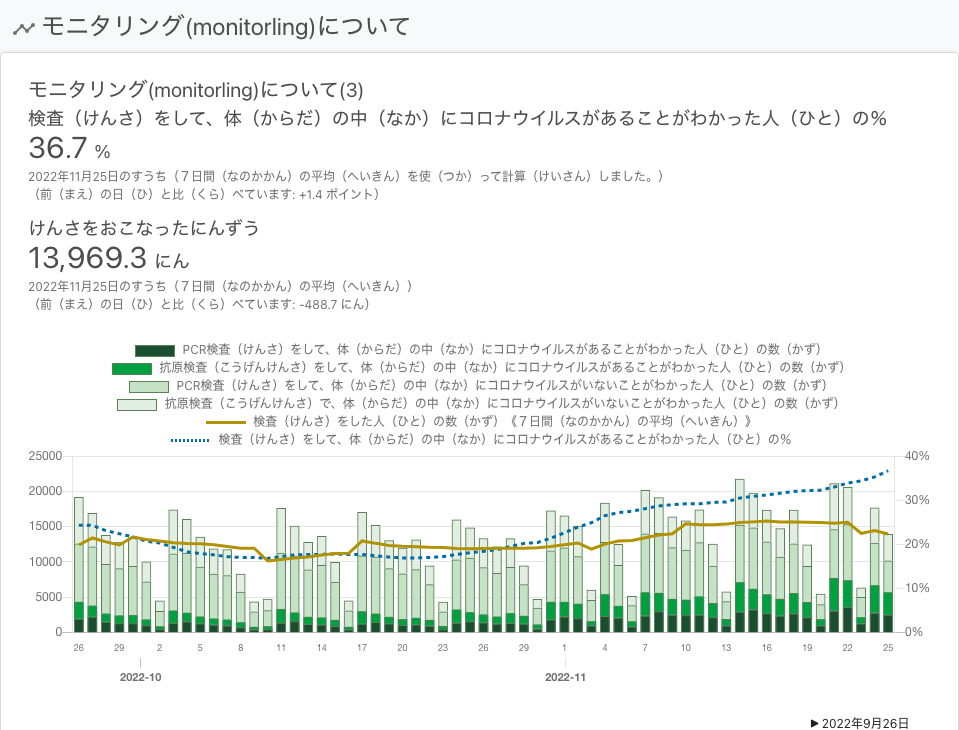 モニタリング(monitorling)について
モニタリング(monitorling)について(3)
検査（けんさ）をして、体（からだ）の中（なか）にコロナウイルスがあることがわかった人（ひと）の%
36.7 %
2022年11月25日のすうち（７日間（なのかかん）の平均（へいきん）を使（つか）って計算（けいさん）しました。）
（前（まえ）の日（ひ）と比（くら）べています: +1.4 ポイント）
けんさをおこなったにんずう
13,969.3 にん
2022年11月25日のすうち（７日間（なのかかん）の平均（へいきん））
（前（まえ）の日（ひ）と比（くら）べています: -488.7 にん）
PCR検査（けんさ）をして、体（からだ）の中（なか）にコロナウイルスがあることがわかった人（ひと）の数（かず）
抗原検査（こうげんけんさ）をして、体（からだ）の中（なか）にコロナウイルスがあることがわかった人（ひと）の数（かず）
PCR検査（けんさ）をして、体（からだ）の中（なか）にコロナウイルスがいないことがわかった人（ひと）の数（かず）
抗原検査（こうげんけんさ）で、体（からだ）の中（なか）にコロナウイルスがいないことがわかった人（ひと）の数（かず）
検査（けんさ）をした人（ひと）の数（かず）《７日間（なのかかん）の平均（へいきん）》
検査（けんさ）をして、体（からだ）の中（なか）にコロナウイルスがあることがわかった人（ひと）の%
25000 40%
20000 30%
15000
20%
10000
10%
5000
0 0%
26 29 2 5 8 11 14 17 20 23 26 29 1 4 7 10 13 16 19 22 25
2022-10 2022-11
▶ 2022年9月26日